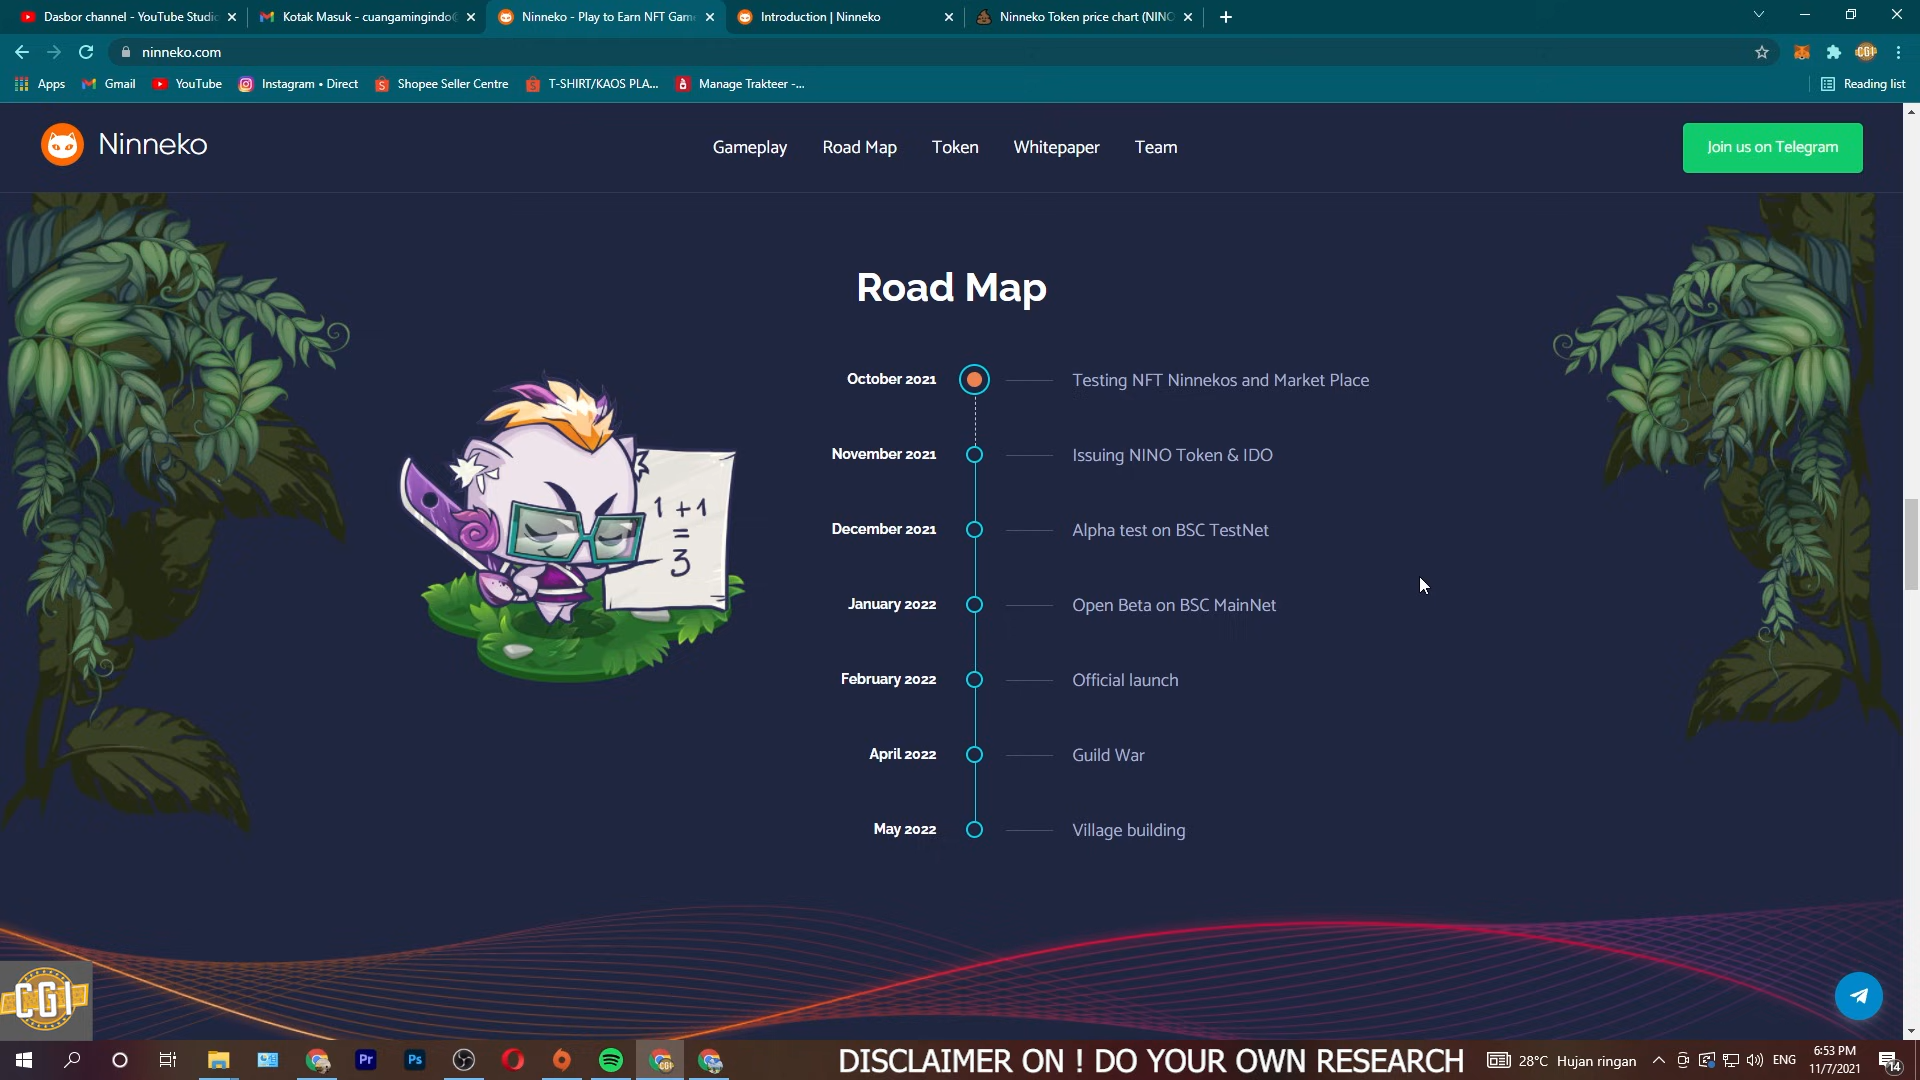 Dasbor channel - YouTube Studio
Kotak Masuk - cuangamingindo@
Ninneko - Play to Earn NFT Gam
Introduction | Ninneko
Ninneko Token price chart (NINO
ninneko.com
CGI
Apps
Gmail
YouTube
Instagram • Direct
Shopee Seller Centre
T-SHIRT/KAOS PLA...
Manage Trakteer -...
Reading list
Ninneko
Gameplay
Road Map
Token
Whitepaper
Team
Join us on Telegram
Road Map
October 2021
Testing NFT Ninnekos and Market Place
November 2021
Issuing NINO Token & IDO
December 2021
Alpha test on BSC TestNet
January 2022
Open Beta on BSC MainNet
February 2022
Official launch
April 2022
Guild War
May 2022
Village building
1 + 1
=
3
CGI
Pr
Ps
DISCLAIMER ON ! DO YOUR OWN RESEARCH
28°C Hujan ringan
ENG
6:53 PM
11/7/2021
14